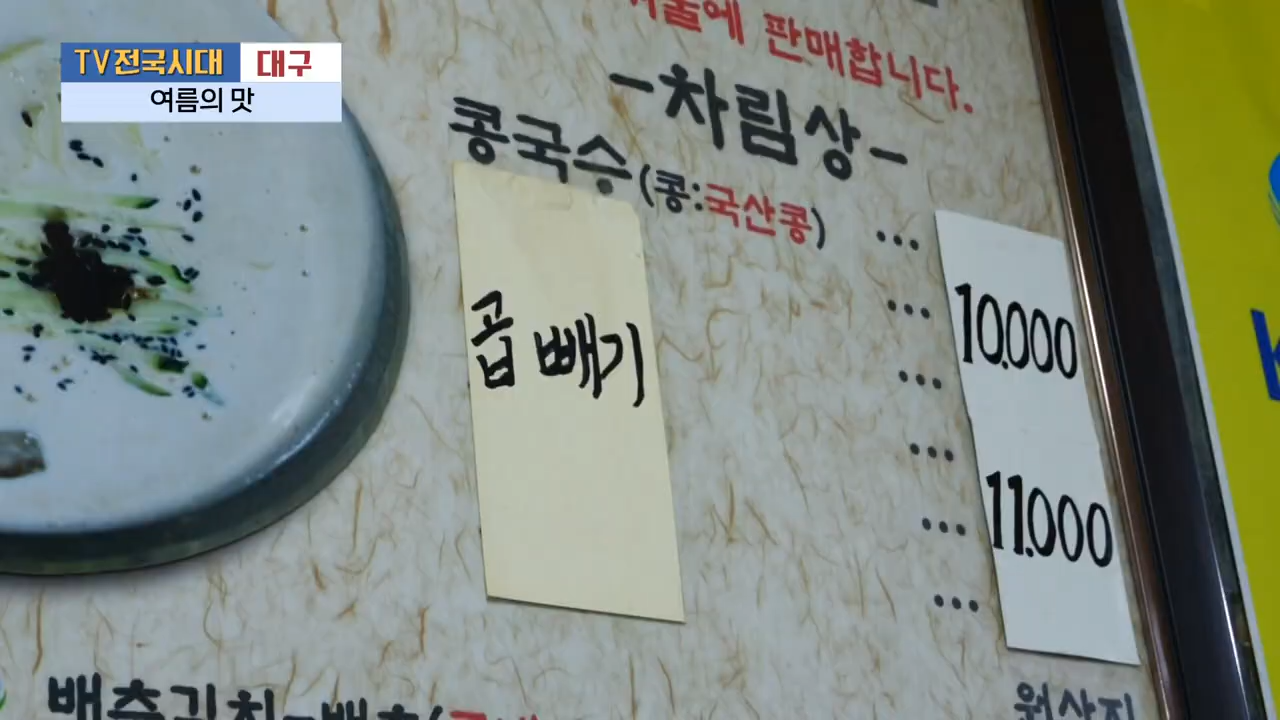 TV전국시대 대구
여름의 맛
판매합니다.
-차림상-
콩국수(콩:국산콩) ...
... 10.000
곱빼기 ...
...
... 11.000
...
원산지